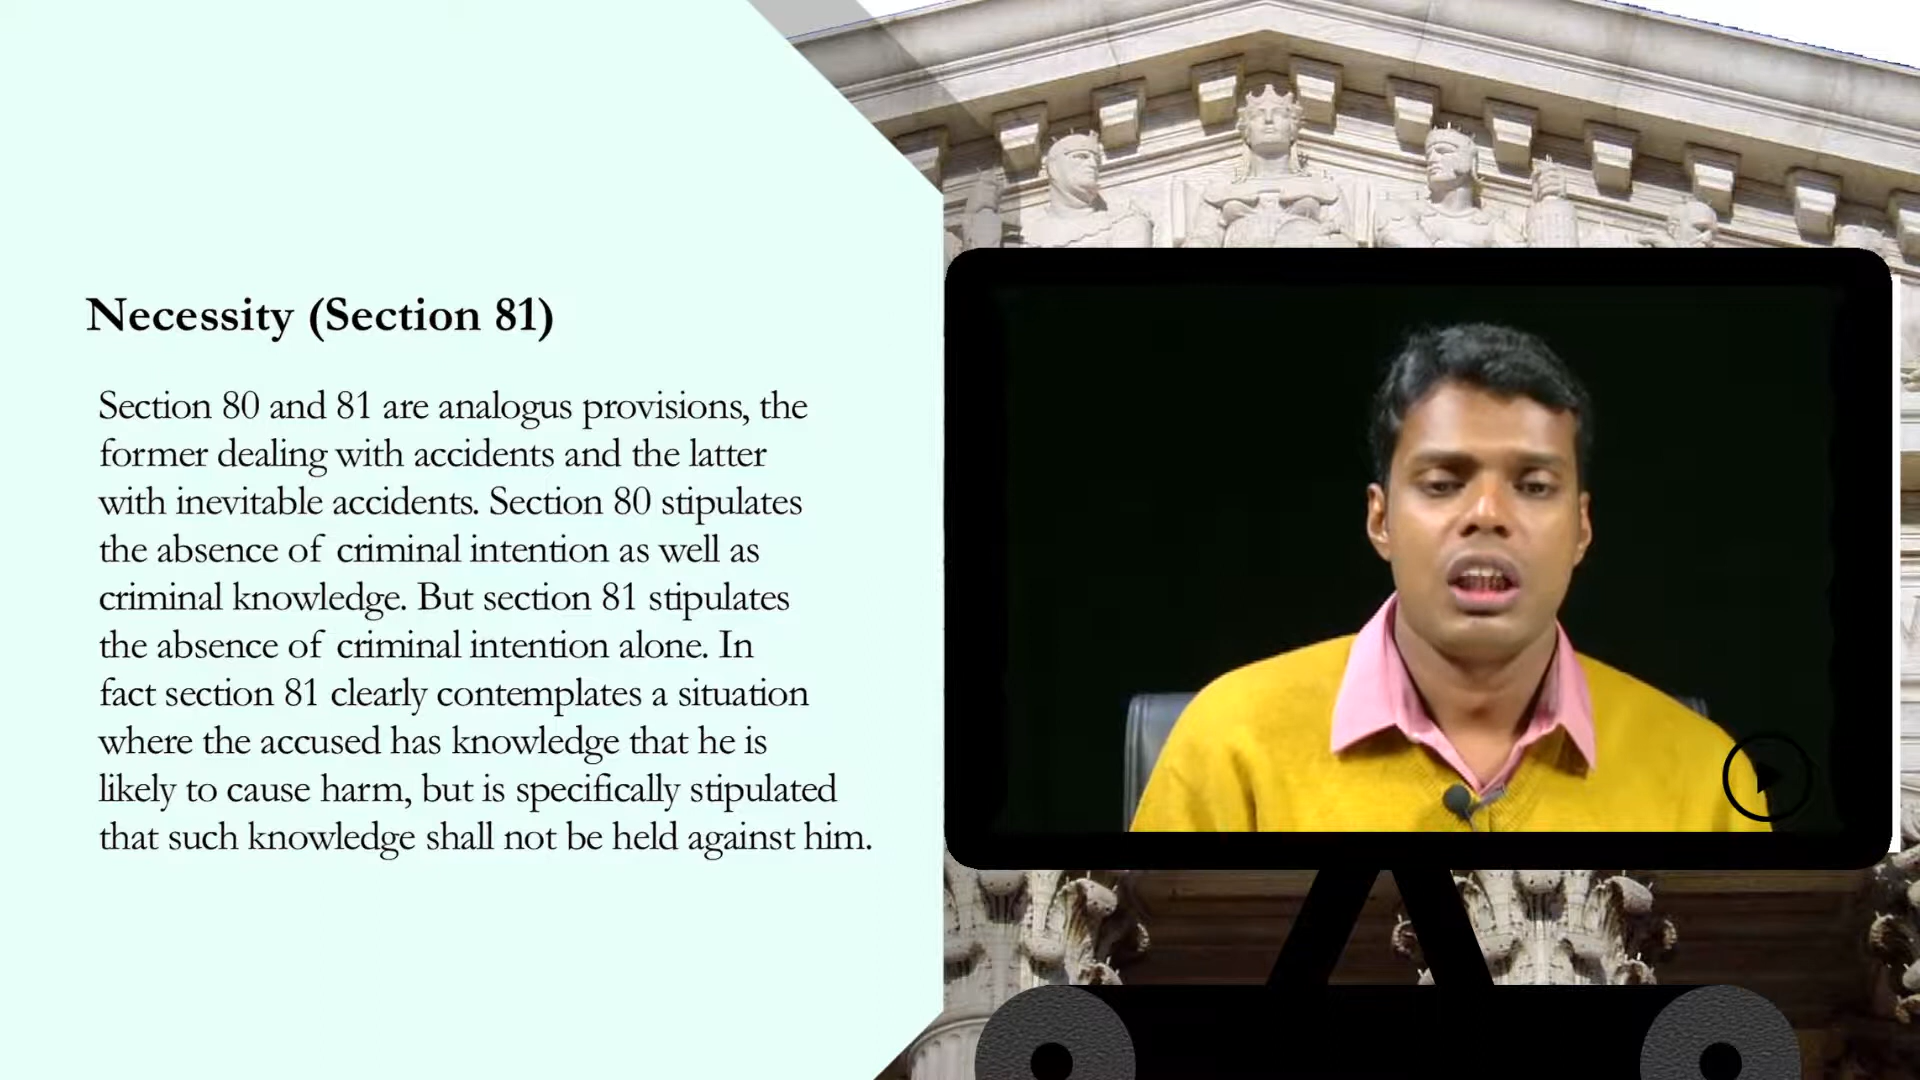 Necessity (Section 81)
Section 80 and 81 are analogus provisions, the
former dealing with accidents and the latter
with inevitable accidents. Section 80 stipulates
the absence of criminal intention as well as
criminal knowledge. But section 81 stipulates
the absence of criminal intention alone. In
fact section 81 clearly contemplates a situation
where the accused has knowledge that he is
likely to cause harm, but is specifically stipulated
that such knowledge shall not be held against him.